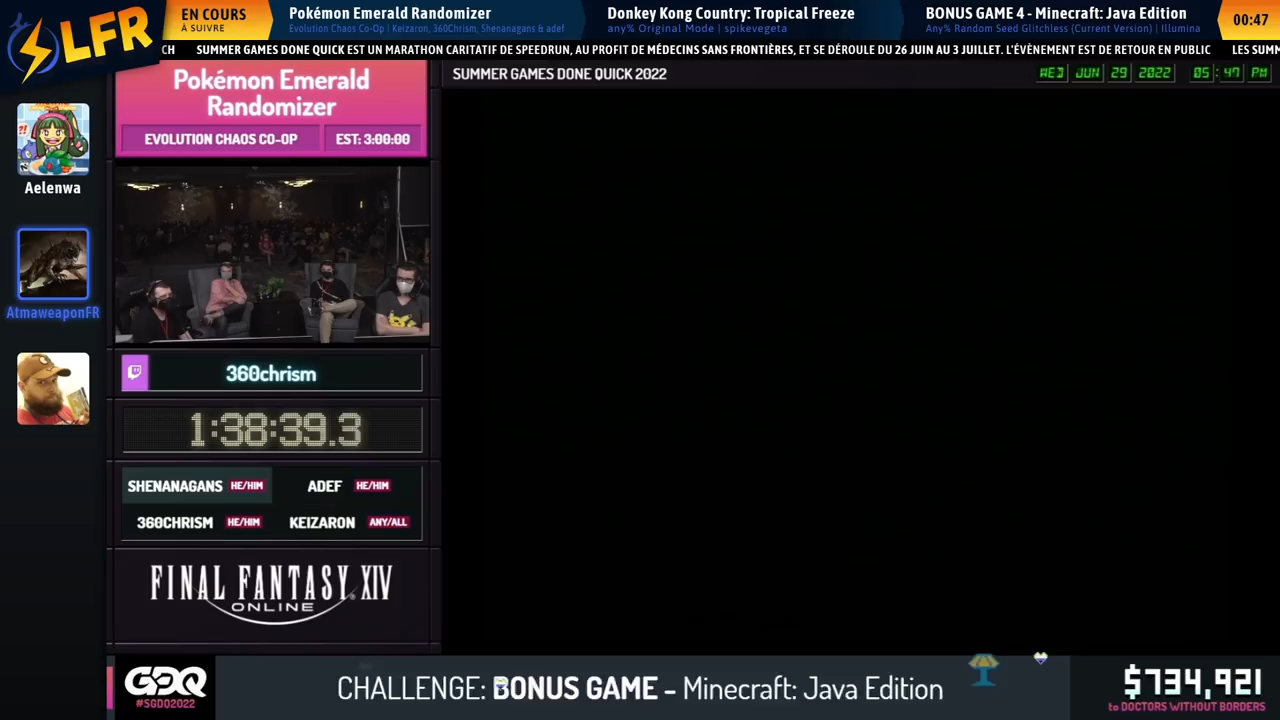 LFR
EN COURS
À SUIVRE
Pokémon Emerald Randomizer
Evolution Chaos Co-Op | Keizaron, 360Chrism, Shenanagans & adef
Donkey Kong Country: Tropical Freeze
any% Original Mode | spikevegeta
BONUS GAME 4 - Minecraft: Java Edition
Any% Random Seed Glitchless (Current Version) | Illumina
00:47
CH SUMMER GAMES DONE QUICK EST UN MARATHON CARITATIF DE SPEEDRUN, AU PROFIT DE MÉDECINS SANS FRONTIÈRES, ET SE DÉROULE DU 26 JUIN AU 3 JUILLET. L'ÉVÈNEMENT EST DE RETOUR EN PUBLIC LES SUMM
Pokémon Emerald
Randomizer
EVOLUTION CHAOS CO-OP
EST: 3:00:00
SUMMER GAMES DONE QUICK 2022
WED JUN 29 2022 05:47 PM
?!
Aelenwa
AtmaweaponFR
360chrism
1:38:39.3
SHENANAGANS HE/HIM
ADEF HE/HIM
360CHRISM HE/HIM
KEIZARON ANY/ALL
FINAL FANTASY XIV
ONLINE
GDQ
#SGDQ2022
CHALLENGE: BONUS GAME - Minecraft: Java Edition
$734,921
to DOCTORS WITHOUT BORDERS